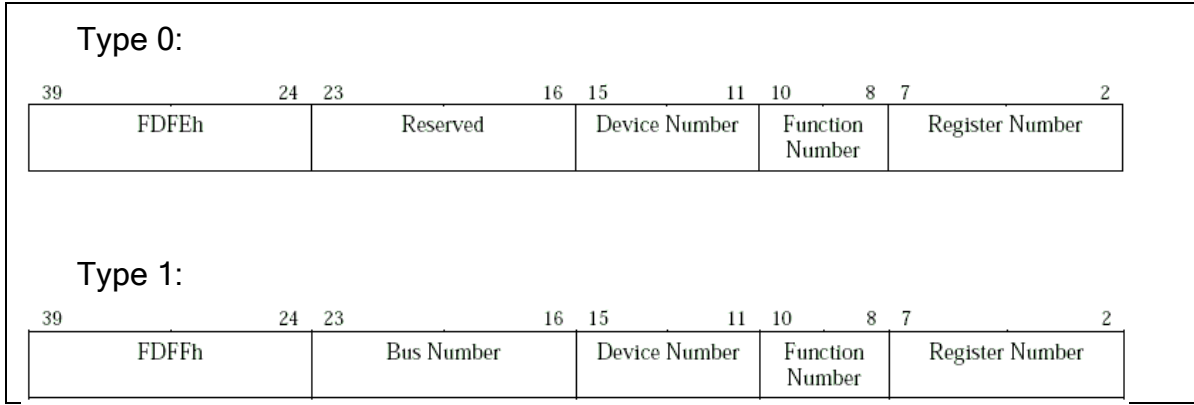 Type 0:
39 24 23 16 15 11 10 8 7 2
FDFEh Reserved Device Number Function Register Number
Number
Type 1:
39 24 23 16 15 11 10 8 7 2
FDFFh Bus Number Device Number Function Register Number
Number